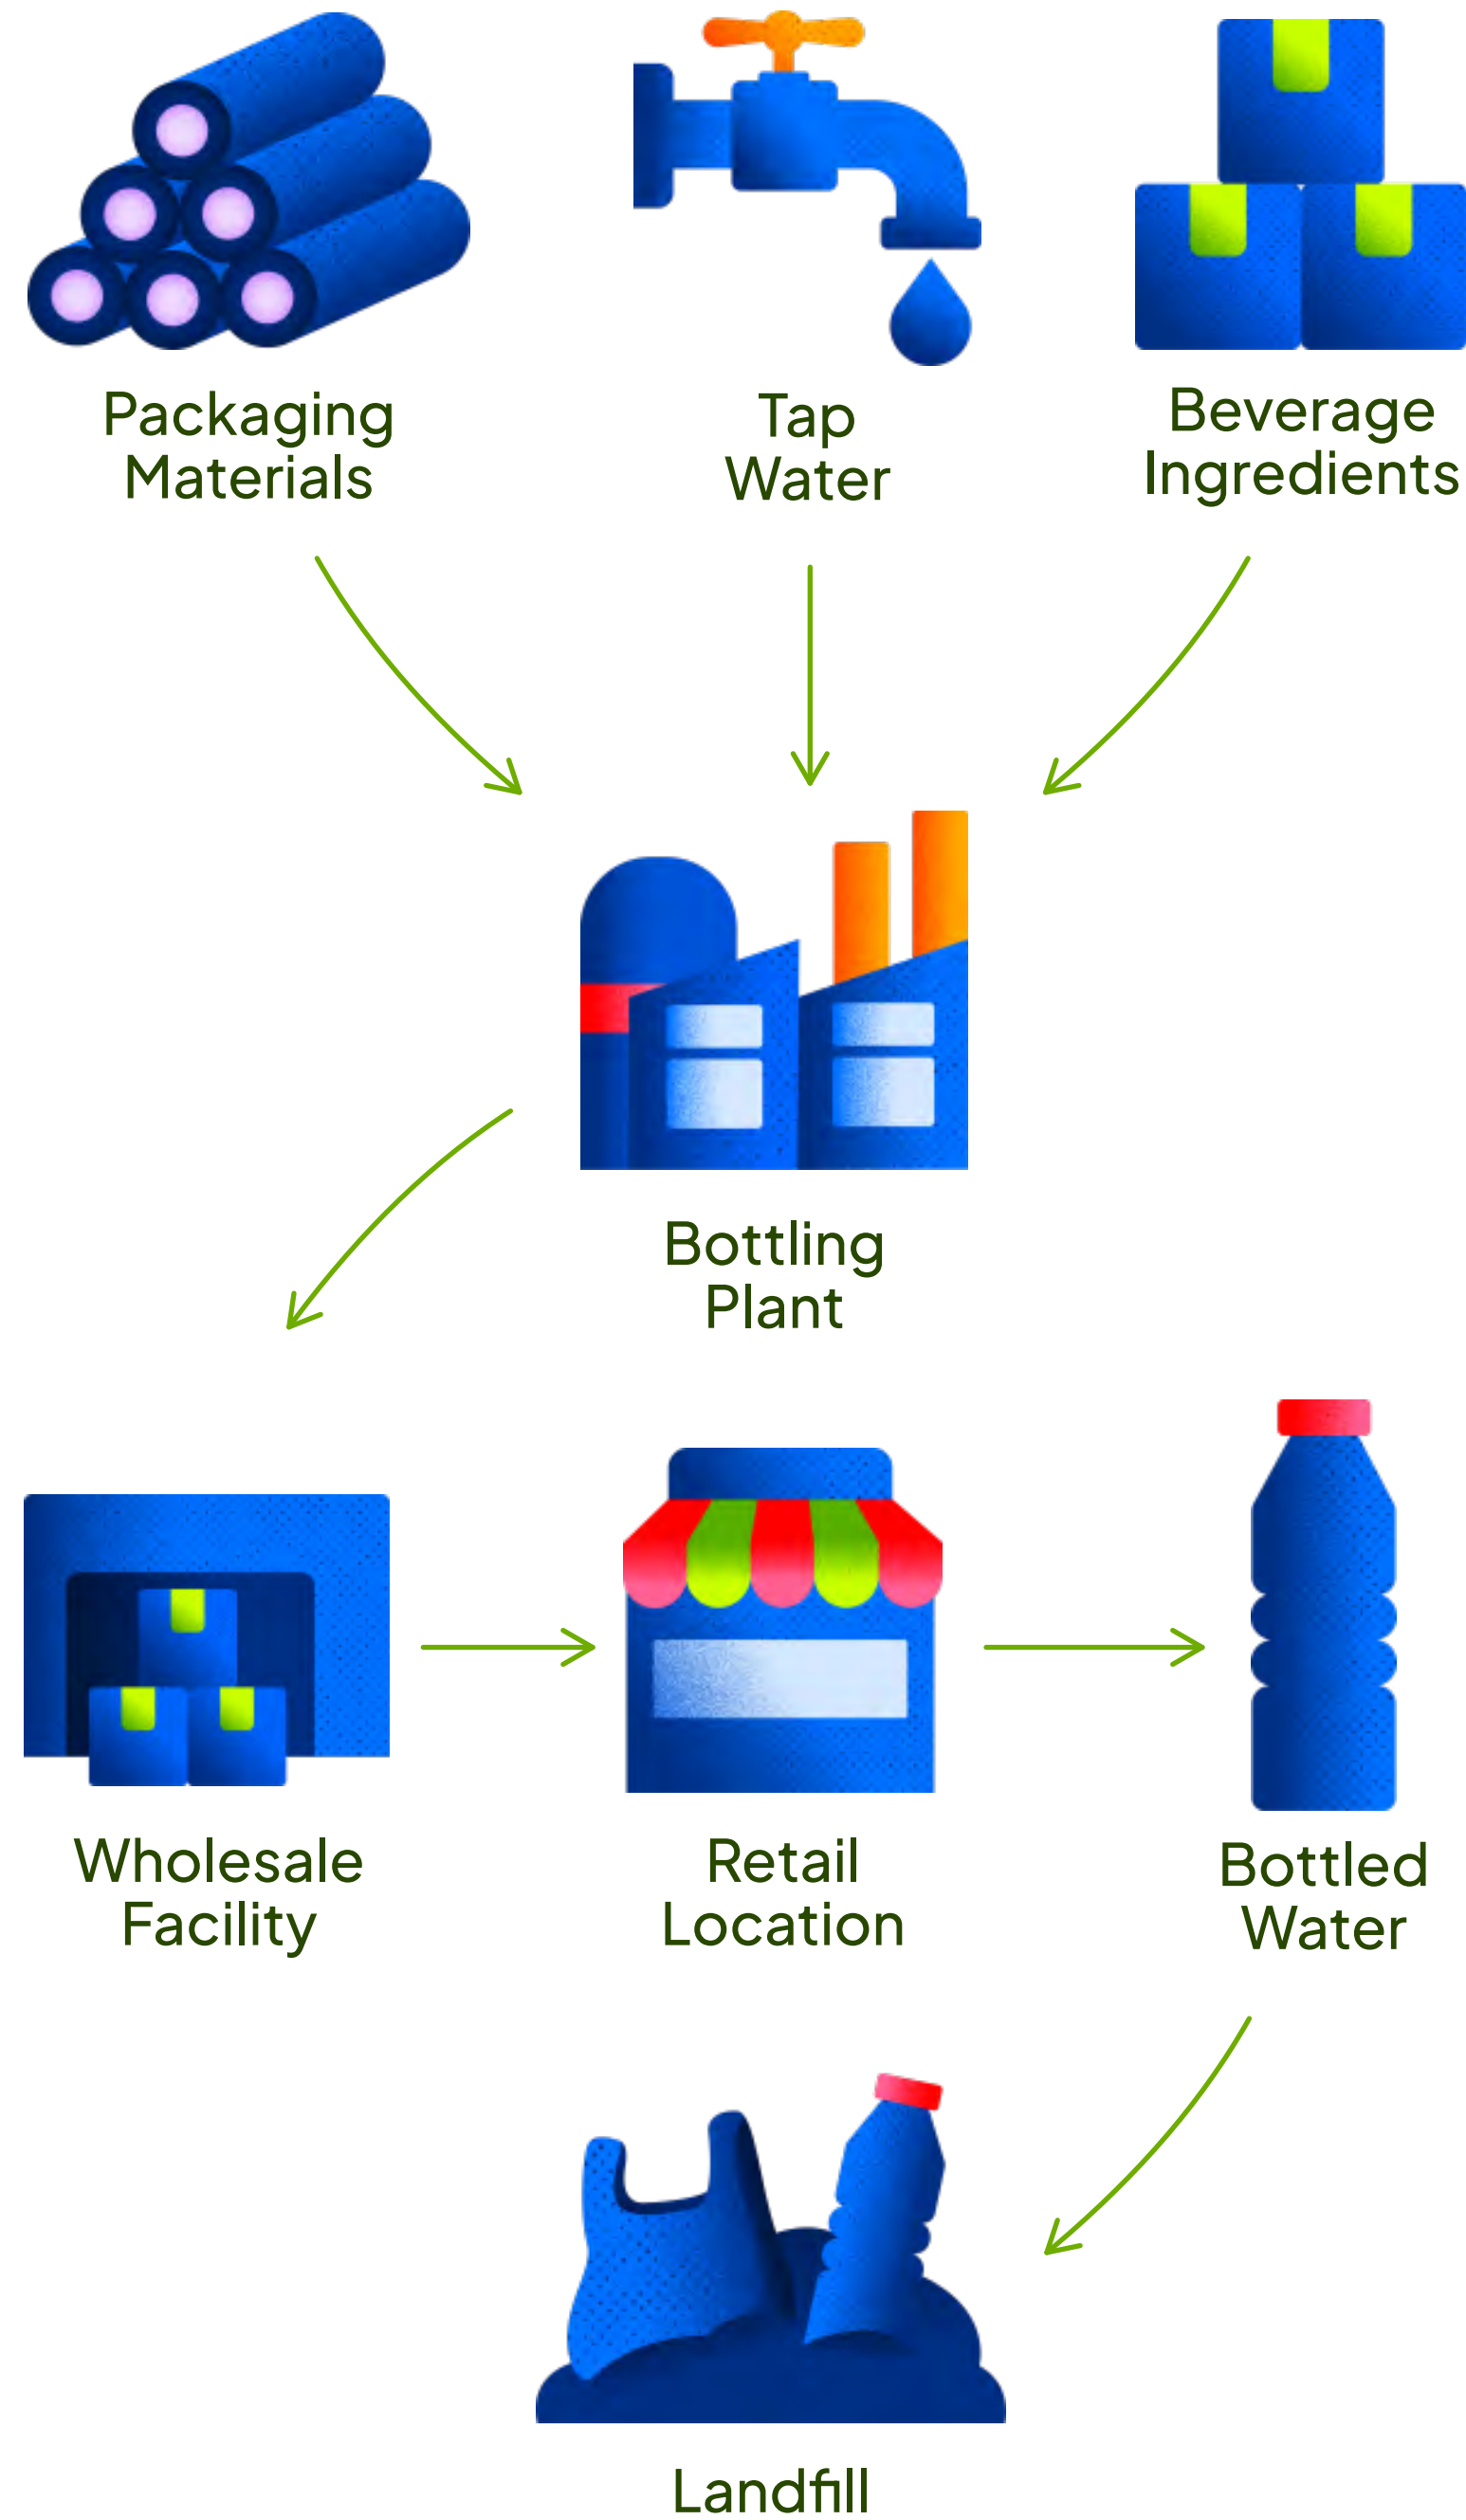 Packaging
Materials
Tap
Water
Beverage
Ingredients
Bottling
Plant
Wholesale
Facility
Retail
Location
Bottled
Water
Landfill